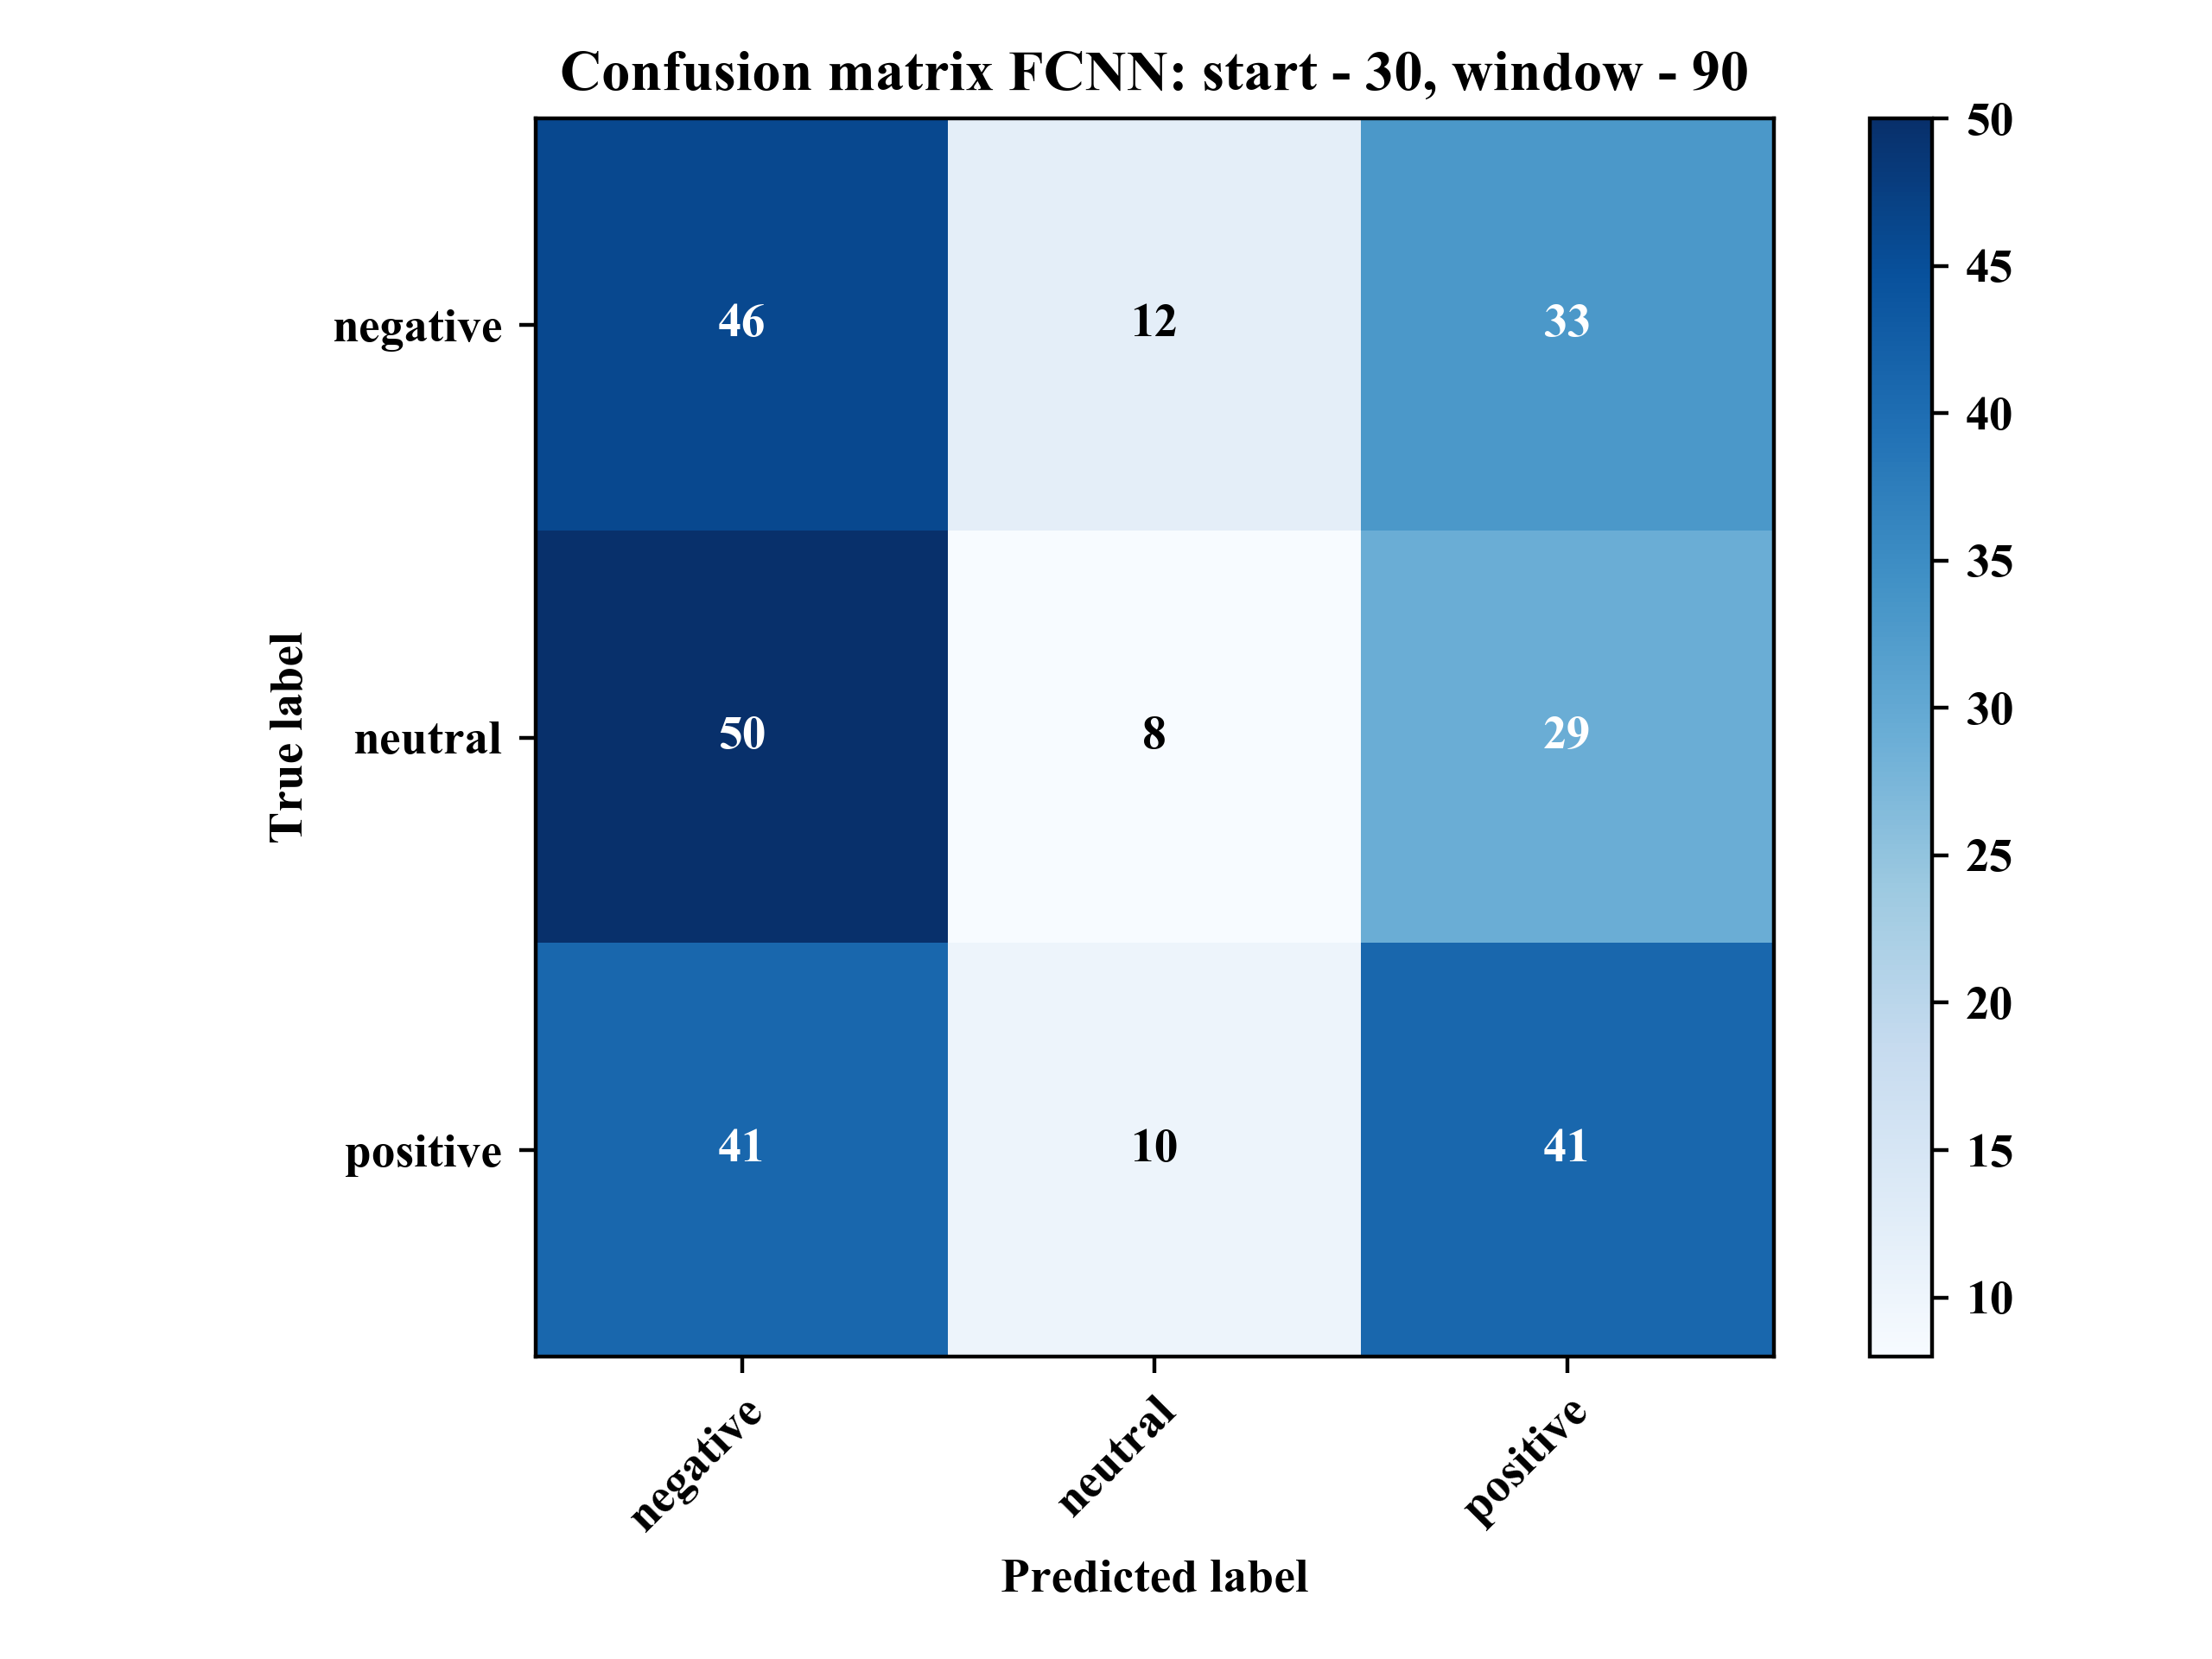 Confusion matrix FCNN: start - 30, window - 90
50
45
40
35
30
25
20
15
10
True label
negative
46
12
33
neutral
50
8
29
positive
41
10
41
negative
neutral
positive
Predicted label